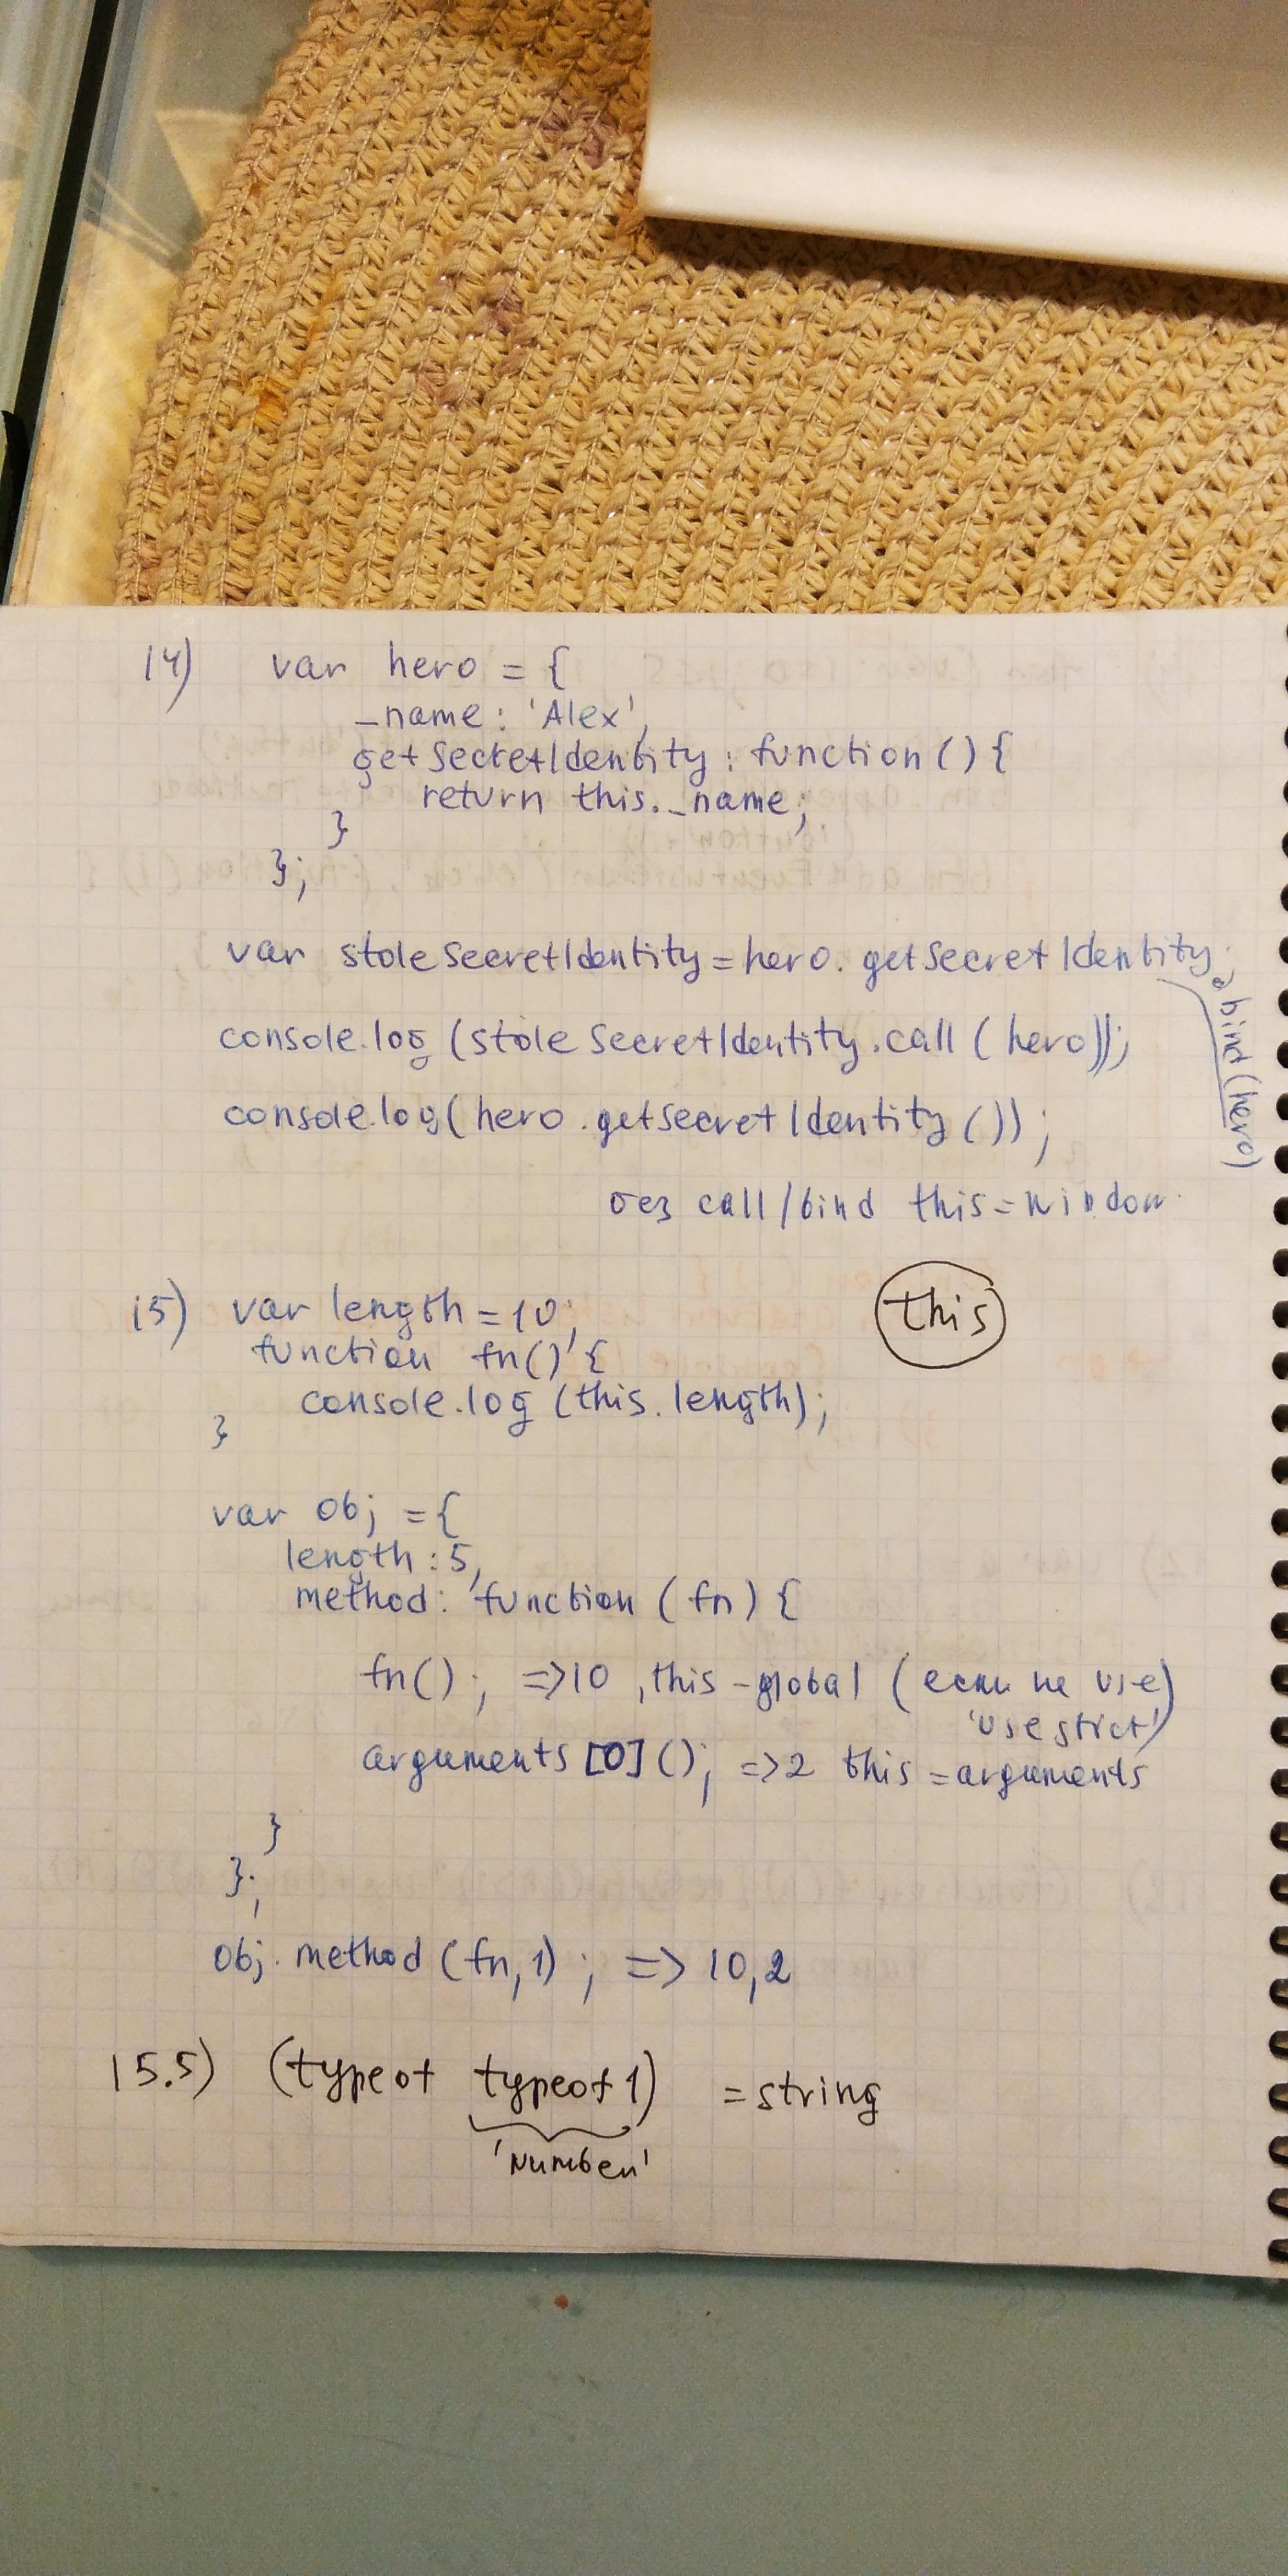 14) var hero = {
_name: 'Alex',
getSecretIdentity: function () {
return this._name;
}
};
var stoleSecretIdentity = hero.getSecretIdentity;
.bind(hero)
console.log (stoleSecretIdentity.call (hero));
console.log (hero.getSecretIdentity ());
без call/bind this = window
15) var length = 10;
this
function fn() {
console.log (this.length);
}
var obj = {
length: 5,
method: function (fn) {
fn(); => 10, this - global (если не use)
'use strict'
arguments [0] (); => 2 this = arguments
}
};
obj.method (fn, 1); => 10, 2
15.5) (typeof typeof 1) = string
'number'